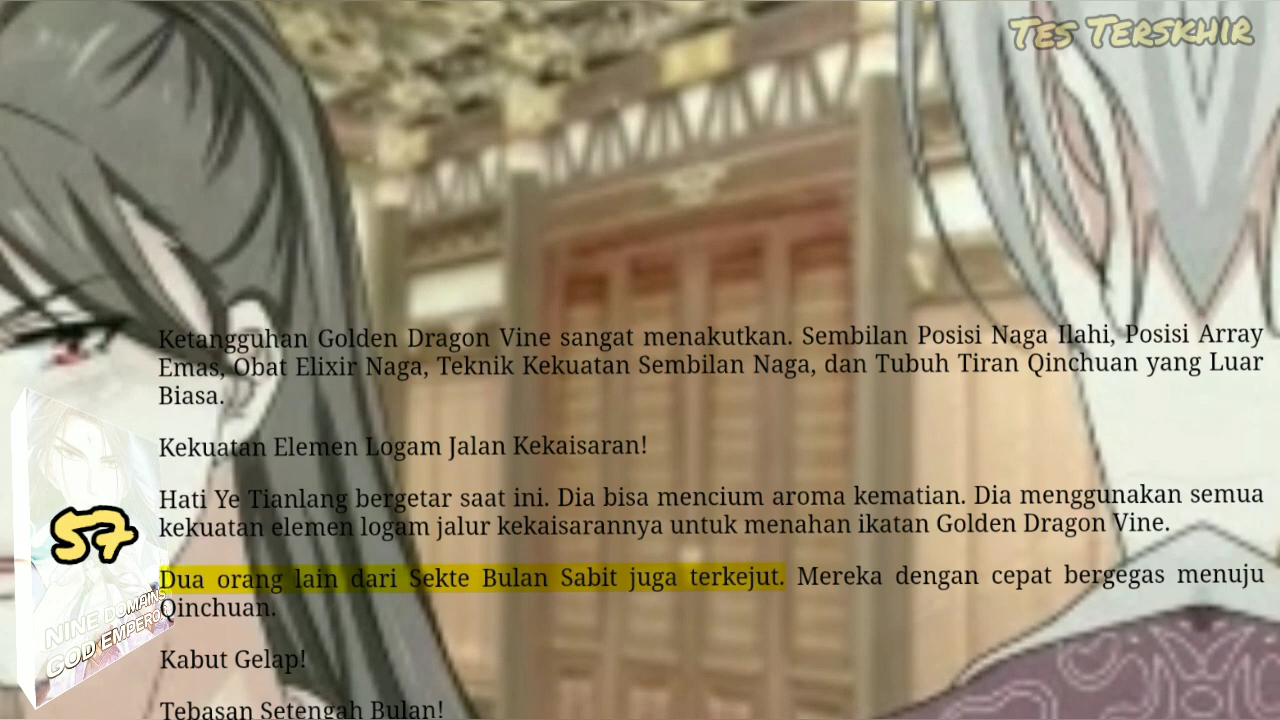 Tes Terskhir
Ketangguhan Golden Dragon Vine sangat menakutkan. Sembilan Posisi Naga Ilahi, Posisi Array
Emas, Obat Elixir Naga, Teknik Kekuatan Sembilan Naga, dan Tubuh Tiran Qinchuan yang Luar
Biasa.
Kekuatan Elemen Logam Jalan Kekaisaran!
Hati Ye Tianlang bergetar saat ini. Dia bisa mencium aroma kematian. Dia menggunakan semua
kekuatan elemen logam jalur kekaisarannya untuk menahan ikatan Golden Dragon Vine.
57
Dua orang lain dari Sekte Bulan Sabit juga terkejut. Mereka dengan cepat bergegas menuju
Qinchuan.
NINE DOMAINS
GOD EMPEROR
Kabut Gelap!
Tebasan Setengah Bulan!